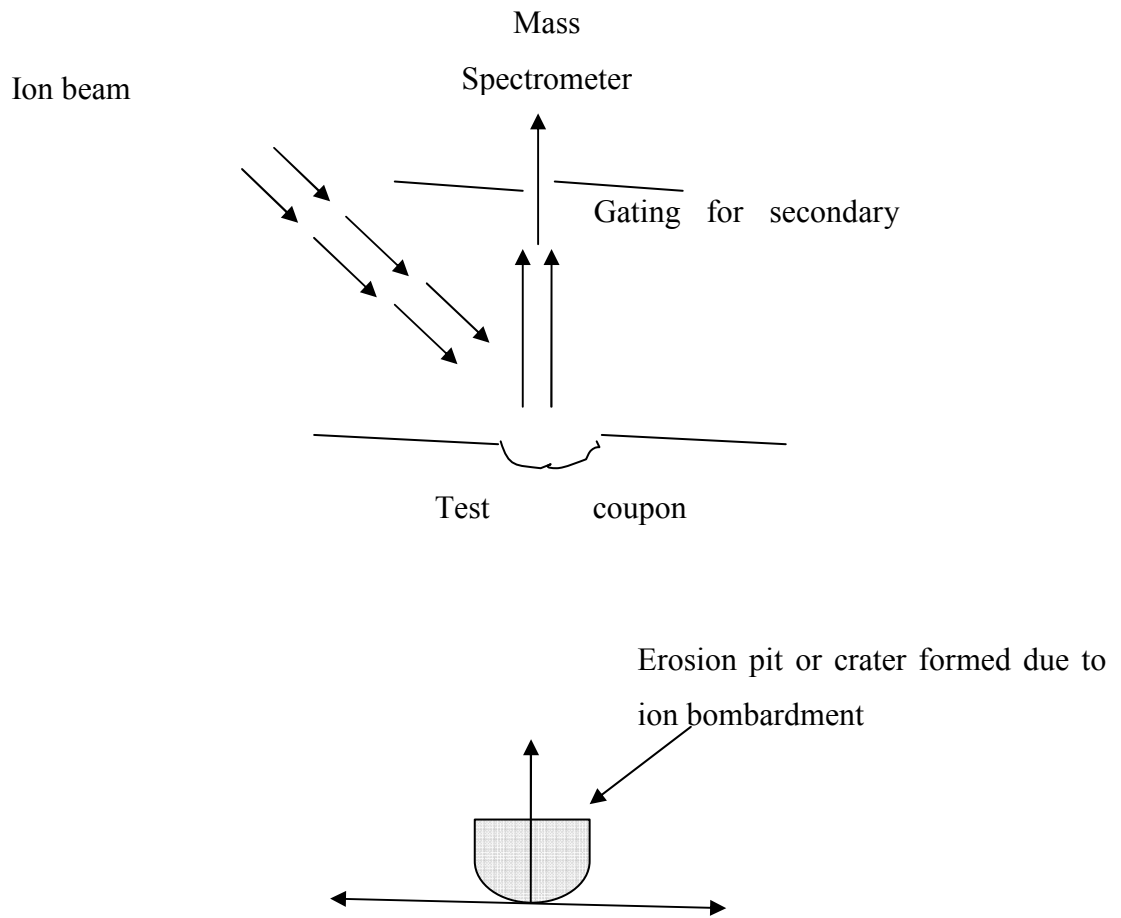 Mass
Spectrometer
Ion beam
Gating for secondary
Test coupon
Erosion pit or crater formed due to
ion bombardment